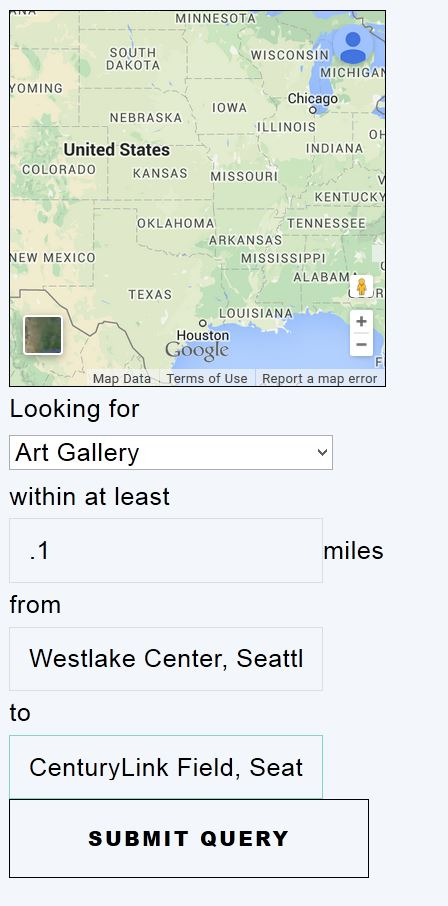 MINNESOTA
DAKOTA
SOUTH
DAKOTA
WISCONSIN
MICHIGAN
YOMING
Chicago
IOWA
NEBRASKA
ILLINOIS
OH
United States
INDIANA
COLORADO
KANSAS
MISSOURI
V
KENTUCKY
OKLAHOMA
TENNESSEE
ARKANSAS
NEW MEXICO
MISSISSIPPI
ALABAMA
TEXAS
LOUISIANA
+
Houston
Google
−
Map Data Terms of Use Report a map error
Looking for
Art Gallery
within at least
.1 miles
from
Westlake Center, Seattl
to
CenturyLink Field, Seat
SUBMIT QUERY